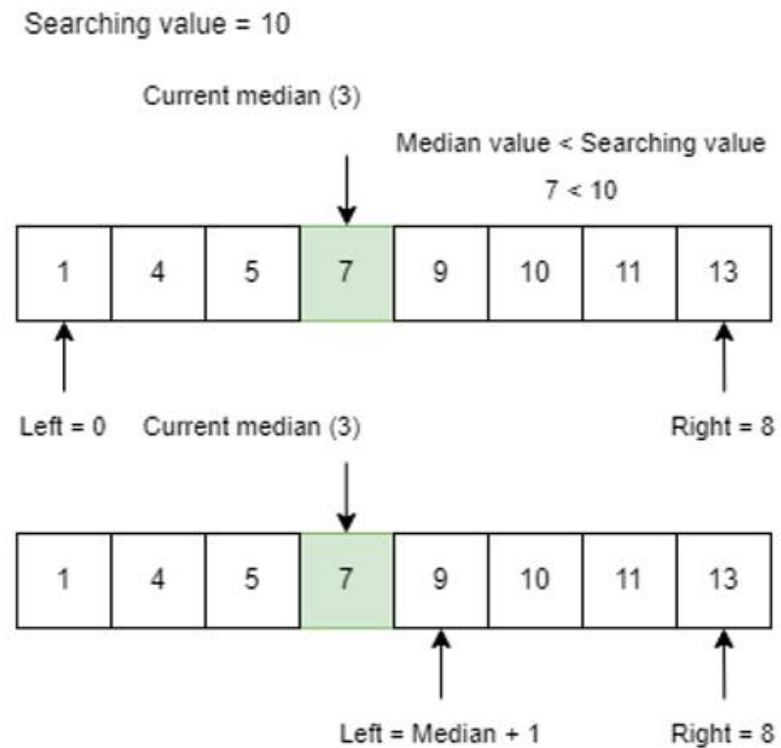 Searching value = 10
Current median (3)
Median value < Searching value
7 < 10
1 4 5 7 9 10 11 13
Left = 0 Current median (3) Right = 8
1 4 5 7 9 10 11 13
Left = Median + 1 Right = 8